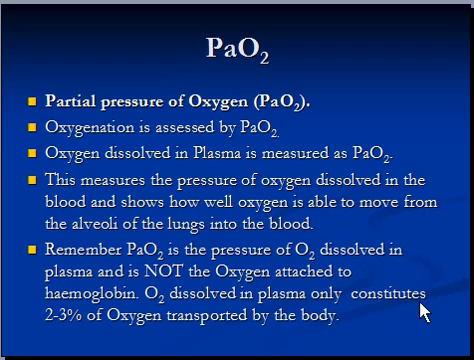 PaO₂
Partial pressure of Oxygen (PaO₂).
Oxygenation is assessed by PaO₂.
Oxygen dissolved in Plasma is measured as PaO₂.
This measures the pressure of oxygen dissolved in the
blood and shows how well oxygen is able to move from
the alveoli of the lungs into the blood.
Remember PaO₂ is the pressure of O₂ dissolved in
plasma and is NOT the Oxygen attached to
haemoglobin. O₂ dissolved in plasma only constitutes
2-3% of Oxygen transported by the body.